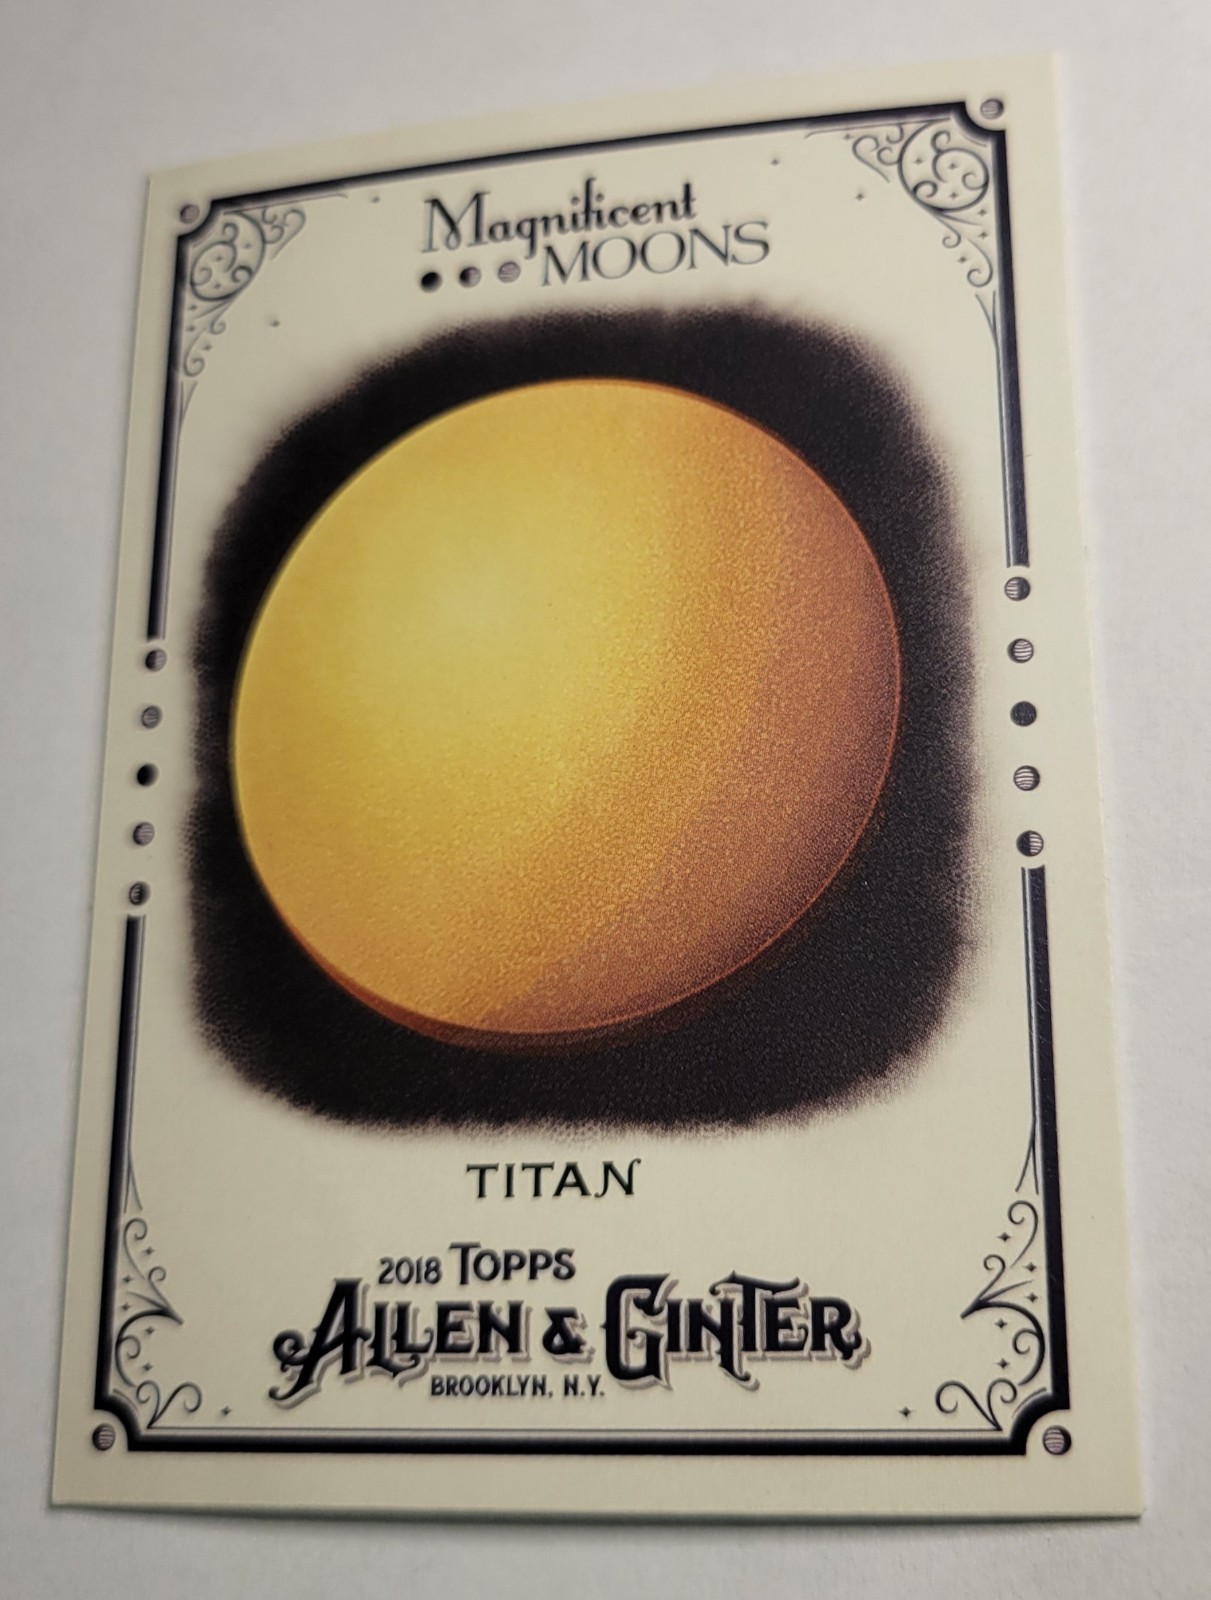 Magnificent
MOONS
TITAN
2018 TOPPS
ALLEN & GINTER
BROOKLYN, N.Y.